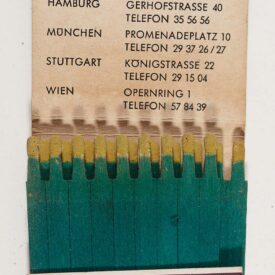 HAMBURG GERHOFSTRASSE 40
TELEFON 35 56 56
MÜNCHEN PROMENADEPLATZ 10
TELEFON 29 37 26 / 27
STUTTGART KÖNIGSTRASSE 22
TELEFON 29 15 04
WIEN OPERNRING 1
TELEFON 57 84 39